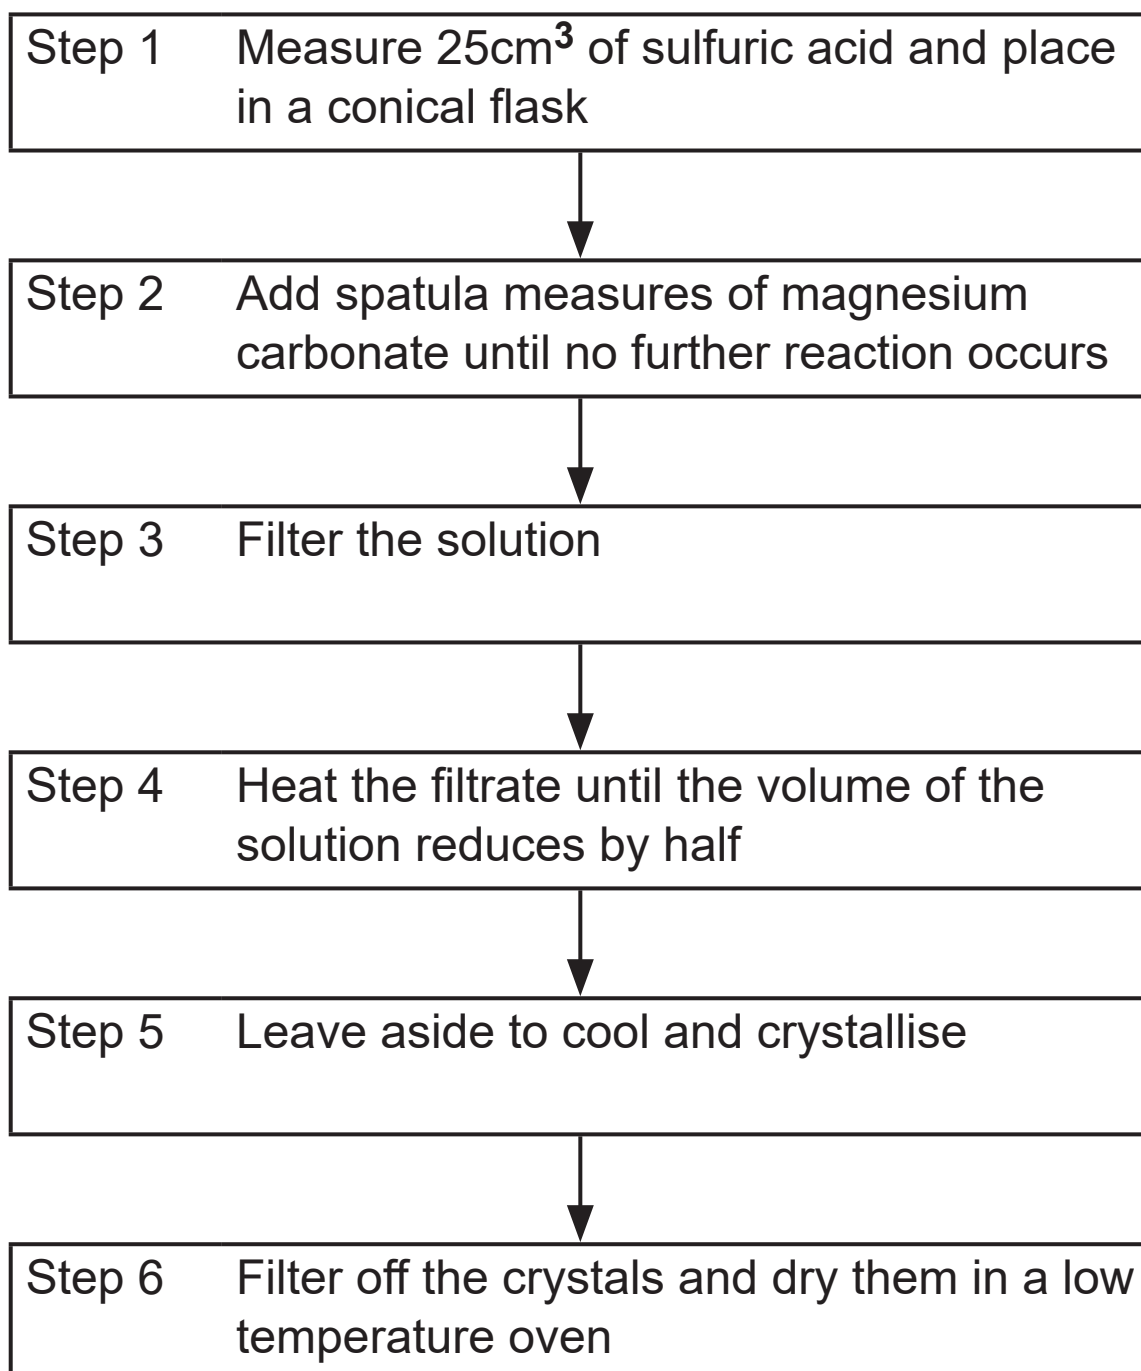 Step 1 Measure 25cm³ of sulfuric acid and place
in a conical flask
Step 2 Add spatula measures of magnesium
carbonate until no further reaction occurs
Step 3 Filter the solution
Step 4 Heat the filtrate until the volume of the
solution reduces by half
Step 5 Leave aside to cool and crystallise
Step 6 Filter off the crystals and dry them in a low
temperature oven